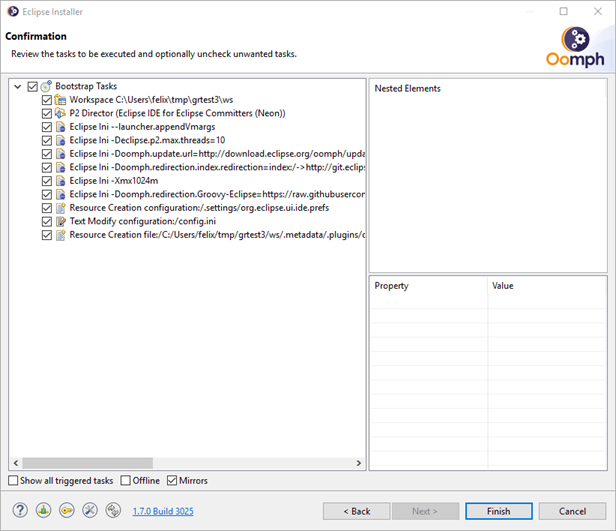 Eclipse Installer
Confirmation
Review the tasks to be executed and optionally uncheck unwanted tasks.
Oomph
Bootstrap Tasks
Workspace C:\Users\felix\tmp\grtest3\ws
P2 Director (Eclipse IDE for Eclipse Committers (Neon))
Eclipse Ini --launcher.appendVmargs
Eclipse Ini -Declipse.p2.max.threads=10
Eclipse Ini -Doomph.update.url=http://download.eclipse.org/oomph/upda
Eclipse Ini -Doomph.redirection.index.redirection=index:/->http://git.eclips
Eclipse Ini -Xmx1024m
Eclipse Ini -Doomph.redirection.Groovy-Eclipse=https://raw.githubusercon
Resource Creation configuration:/.settings/org.eclipse.ui.ide.prefs
Text Modify configuration:/config.ini
Resource Creation file:/C:/Users/felix/tmp/grtest3/ws/.metadata/.plugins/c
Nested Elements
Property Value
Show all triggered tasks Offline Mirrors
? 1.7.0 Build 3025 < Back Next > Finish Cancel